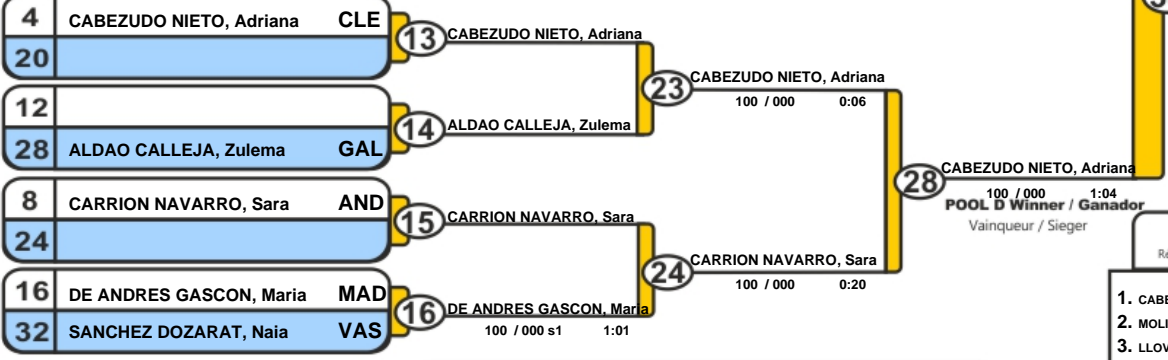 4 CABEZUDO NIETO, Adriana CLE
20
13 CABEZUDO NIETO, Adriana
12
28 ALDAO CALLEJA, Zulema GAL
14 ALDAO CALLEJA, Zulema
23 CABEZUDO NIETO, Adriana
100 / 000 0:06
8 CARRION NAVARRO, Sara AND
24
15 CARRION NAVARRO, Sara
16 DE ANDRES GASCON, Maria MAD
32 SANCHEZ DOZARAT, Naia VAS
16 DE ANDRES GASCON, Maria
100 / 000 s1 1:01
24 CARRION NAVARRO, Sara
100 / 000 0:20
28 CABEZUDO NIETO, Adriana
100 / 000 1:04
POOL D Winner / Ganador
Vainqueur / Sieger
1.
2.
3.